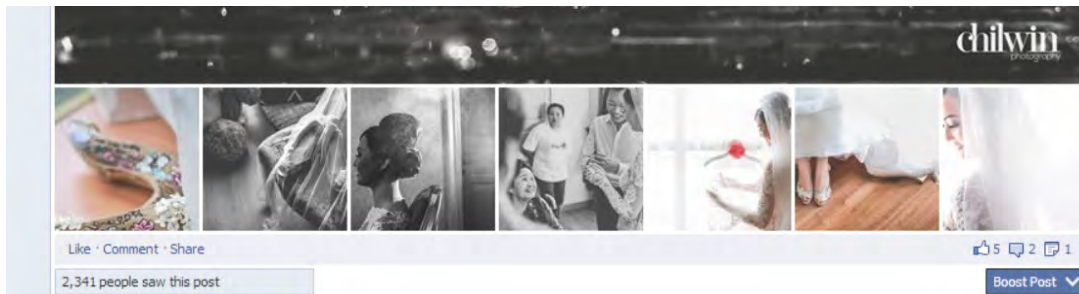 chilwin
photography
Like · Comment · Share
5 2 1
2,341 people saw this post
Boost Post